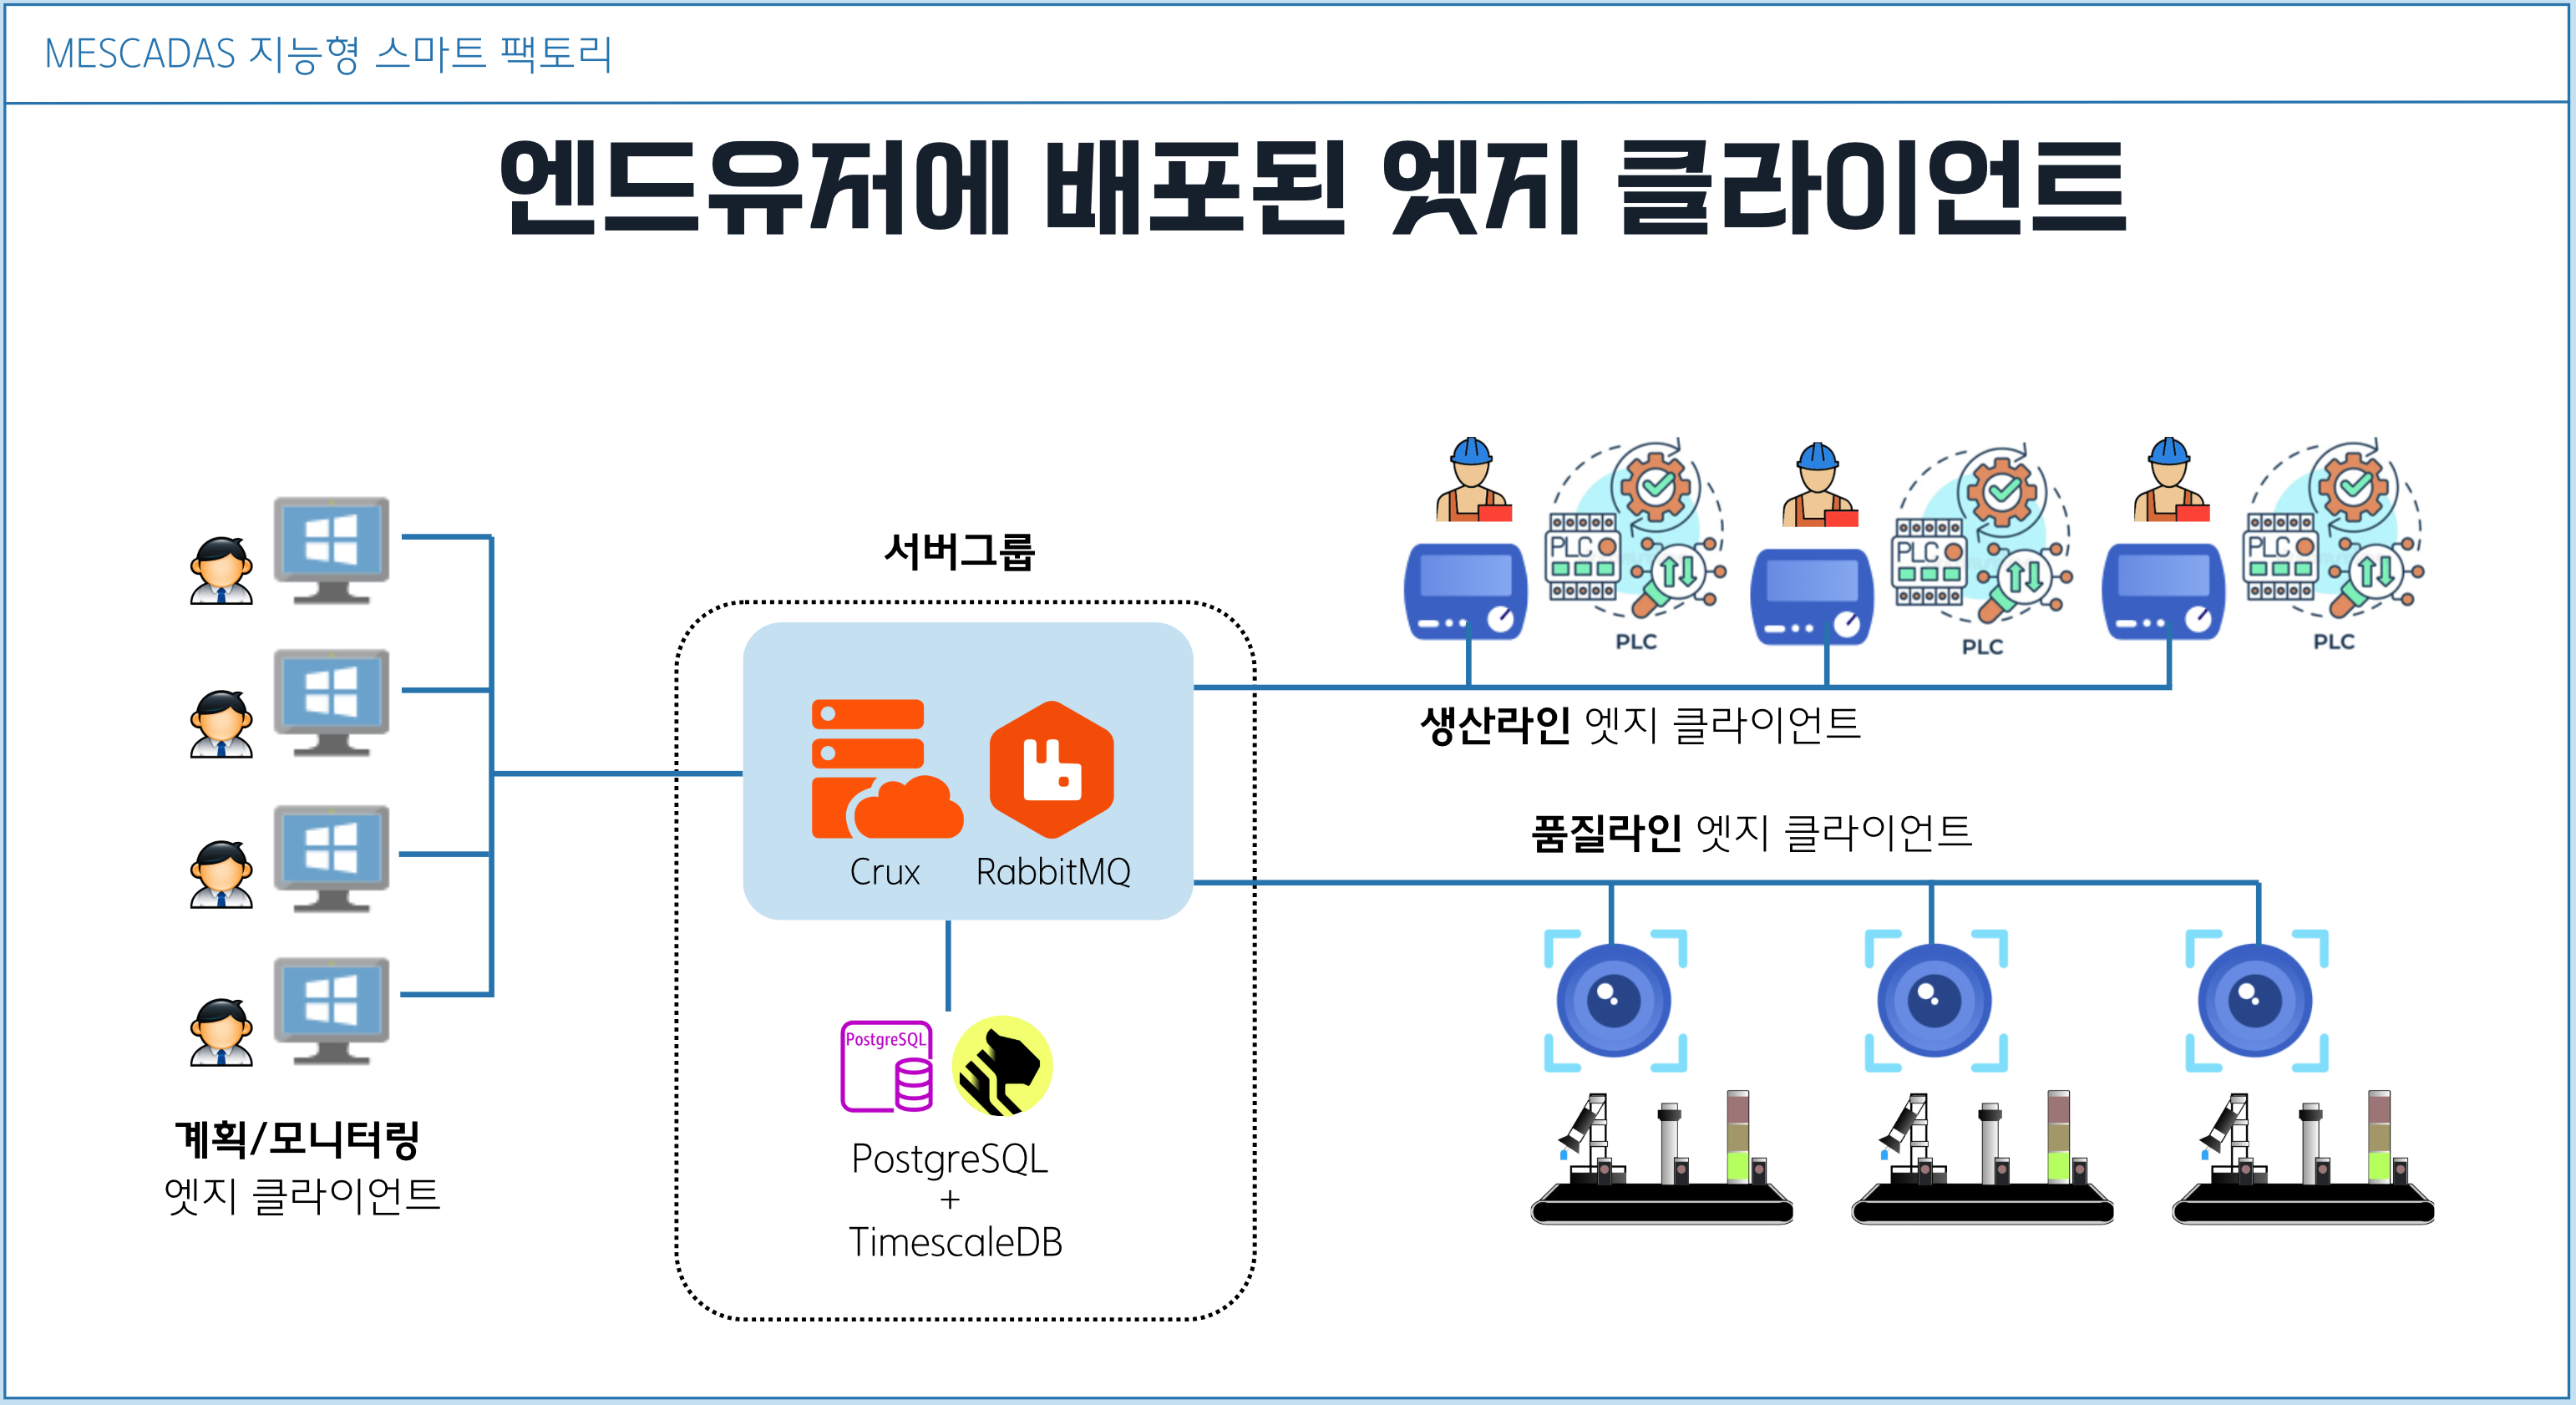 MESCADAS 지능형 스마트 팩토리
엔드유저에 배포된 엣지 클라이언트
계획/모니터링
엣지 클라이언트
서버그룹
Crux
RabbitMQ
PostgreSQL
PostgreSQL
+
TimescaleDB
PLC
PLC
PLC
PLC
PLC
PLC
생산라인 엣지 클라이언트
품질라인 엣지 클라이언트